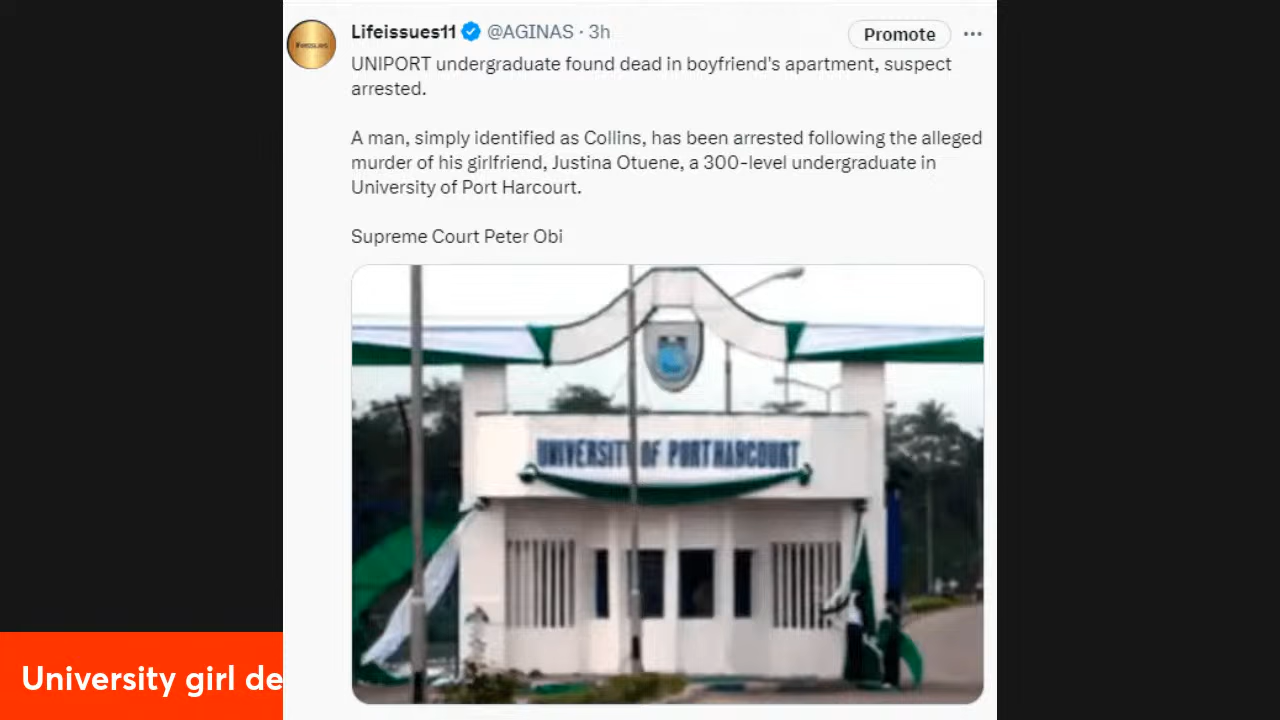 Lifeissues11 @AGINAS · 3h
Promote
UNIPORT undergraduate found dead in boyfriend's apartment, suspect
arrested.
A man, simply identified as Collins, has been arrested following the alleged
murder of his girlfriend, Justina Otuene, a 300-level undergraduate in
University of Port Harcourt.
Supreme Court Peter Obi
UNIVERSITY OF PORT HARCOURT
University girl de